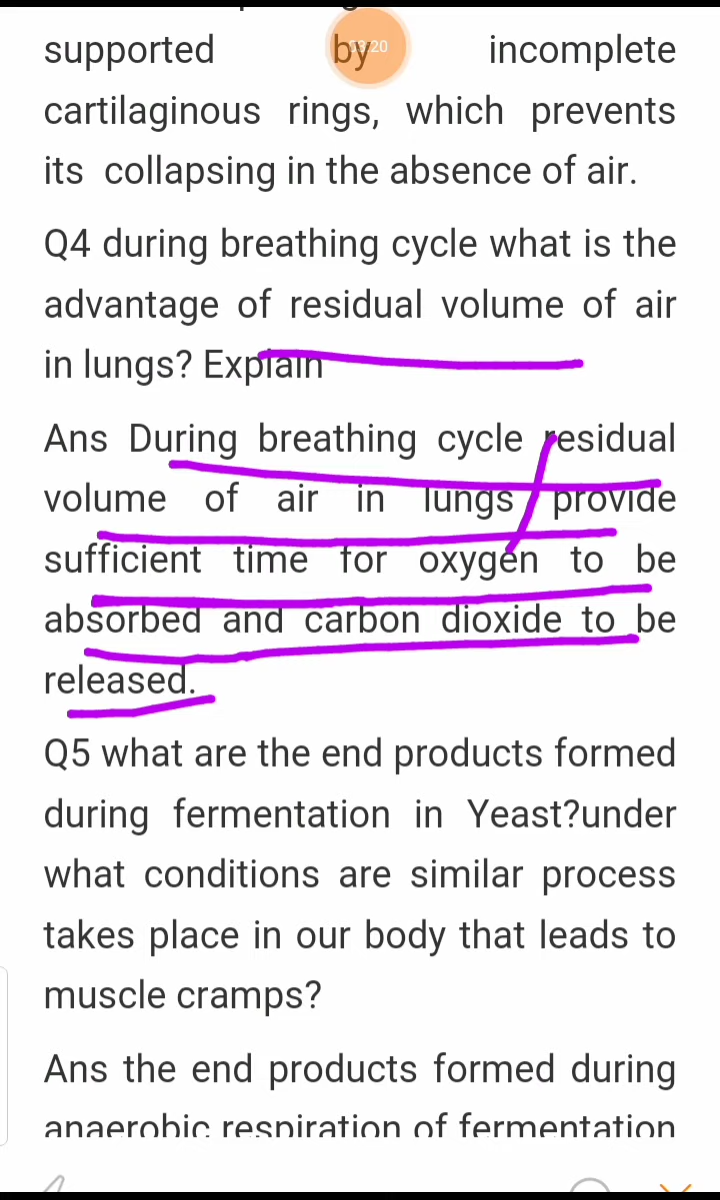 supported by incomplete
cartilaginous rings, which prevents
its collapsing in the absence of air.
Q4 during breathing cycle what is the
advantage of residual volume of air
in lungs? Explain
Ans During breathing cycle residual
volume of air in lungs provide
sufficient time for oxygen to be
absorbed and carbon dioxide to be
released.
Q5 what are the end products formed
during fermentation in Yeast?under
what conditions are similar process
takes place in our body that leads to
muscle cramps?
Ans the end products formed during
anaerobic respiration of fermentation